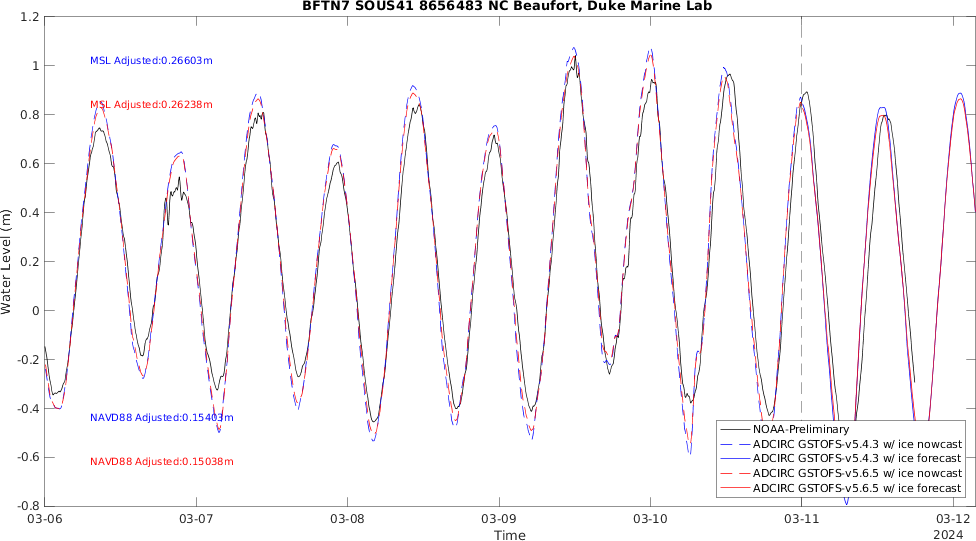 BFTN7 SOUS41 8656483 NC Beaufort, Duke Marine Lab
1.2
1
0.8
0.6
0.4
0.2
0
-0.2
-0.4
-0.6
-0.8
Water Level (m)
MSL Adjusted:0.26603m
MSL Adjusted:0.26238m
NAVD88 Adjusted:0.15403m
NAVD88 Adjusted:0.15038m
NOAA-Preliminary
ADCIRC GSTOFS-v5.4.3 w/ ice nowcast
ADCIRC GSTOFS-v5.4.3 w/ ice forecast
ADCIRC GSTOFS-v5.6.5 w/ ice nowcast
ADCIRC GSTOFS-v5.6.5 w/ ice forecast
03-06 03-07 03-08 03-09 03-10 03-11 03-12
Time
2024